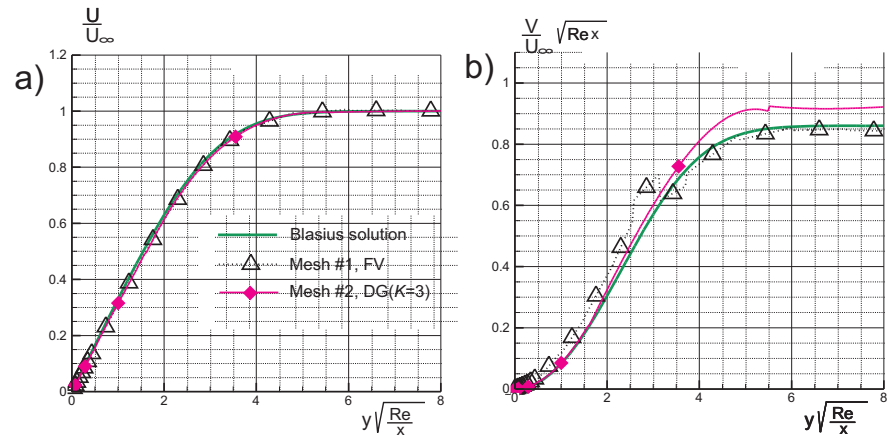 a)
U
U∞
1.2
1
0.8
0.6
0.4
0.2
0
0 2 4 6 8
y√Re/x
Blasius solution
Mesh #1, FV
Mesh #2, DG(K=3)
b)
V/U∞ √Re x
1
0.8
0.6
0.4
0.2
0
0 2 4 6 8
y√Re/x